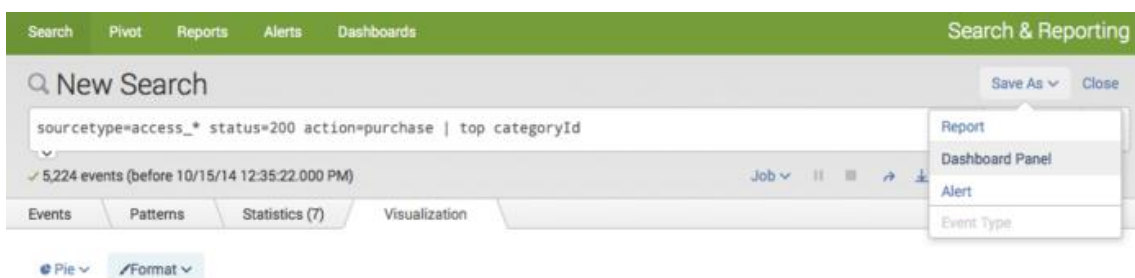 Search Pivot Reports Alerts Dashboards Search & Reporting
New Search
Save As Close
sourcetype=access_* status=200 action=purchase | top categoryId
Report
Dashboard Panel
Alert
Event Type
5,224 events (before 10/15/14 12:35:22.000 PM)
Job
Events Patterns Statistics (7) Visualization
Pie Format